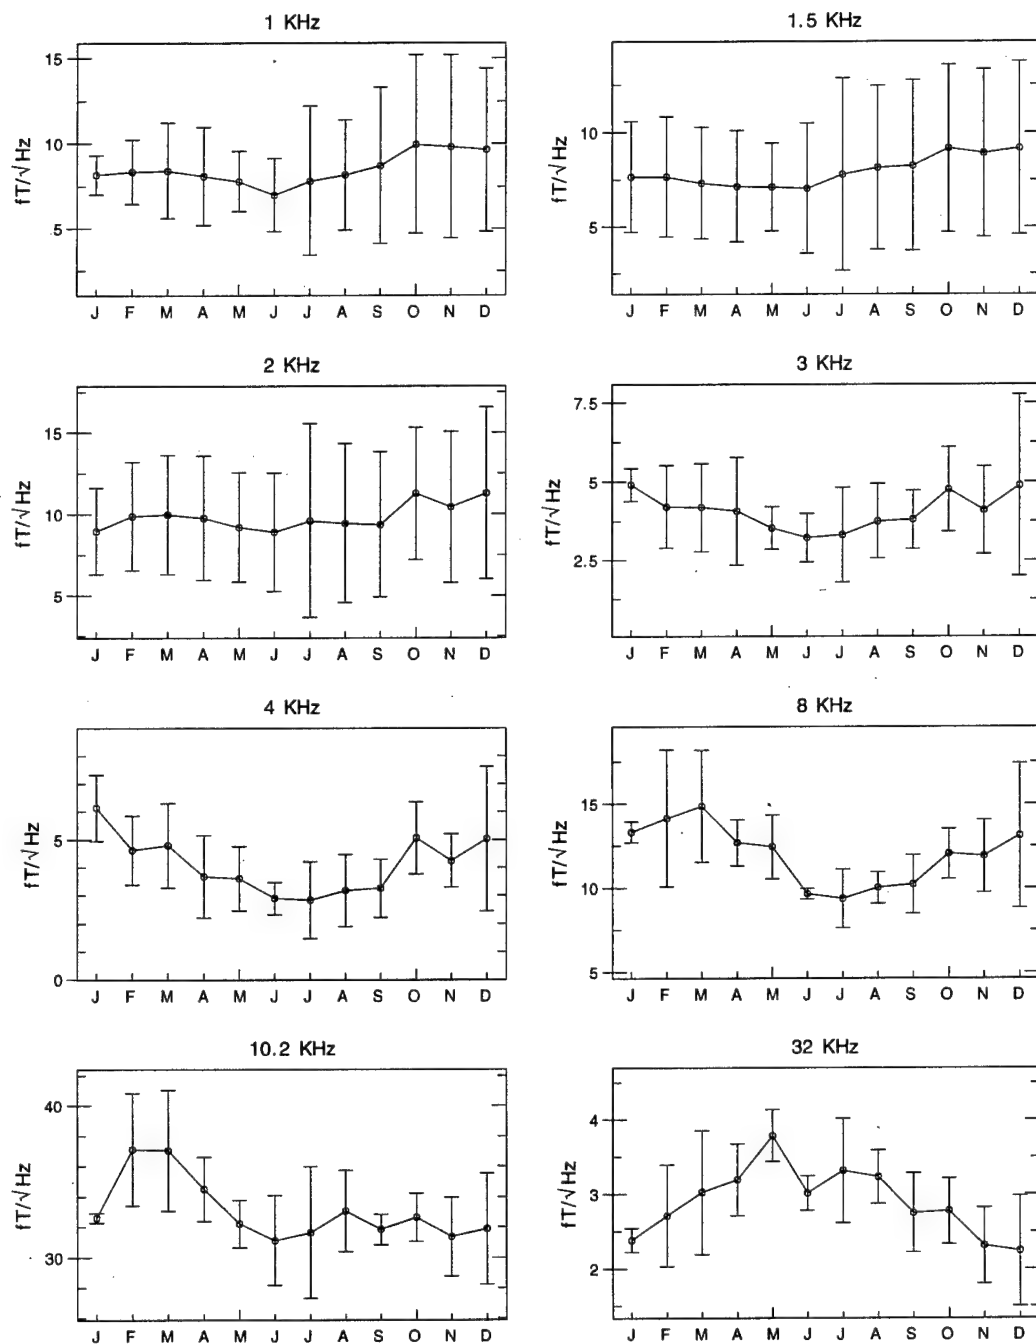 1 KHz
15
10
5
fT/√Hz
J F M A M J J A S O N D
1.5 KHz
10
5
fT/√Hz
J F M A M J J A S O N D
2 KHz
15
10
5
fT/√Hz
J F M A M J J A S O N D
3 KHz
7.5
5
2.5
fT/√Hz
J F M A M J J A S O N D
4 KHz
5
0
fT/√Hz
J F M A M J J A S O N D
8 KHz
15
10
5
fT/√Hz
J F M A M J J A S O N D
10.2 KHz
40
30
fT/√Hz
J F M A M J J A S O N D
32 KHz
4
3
2
fT/√Hz
J F M A M J J A S O N D